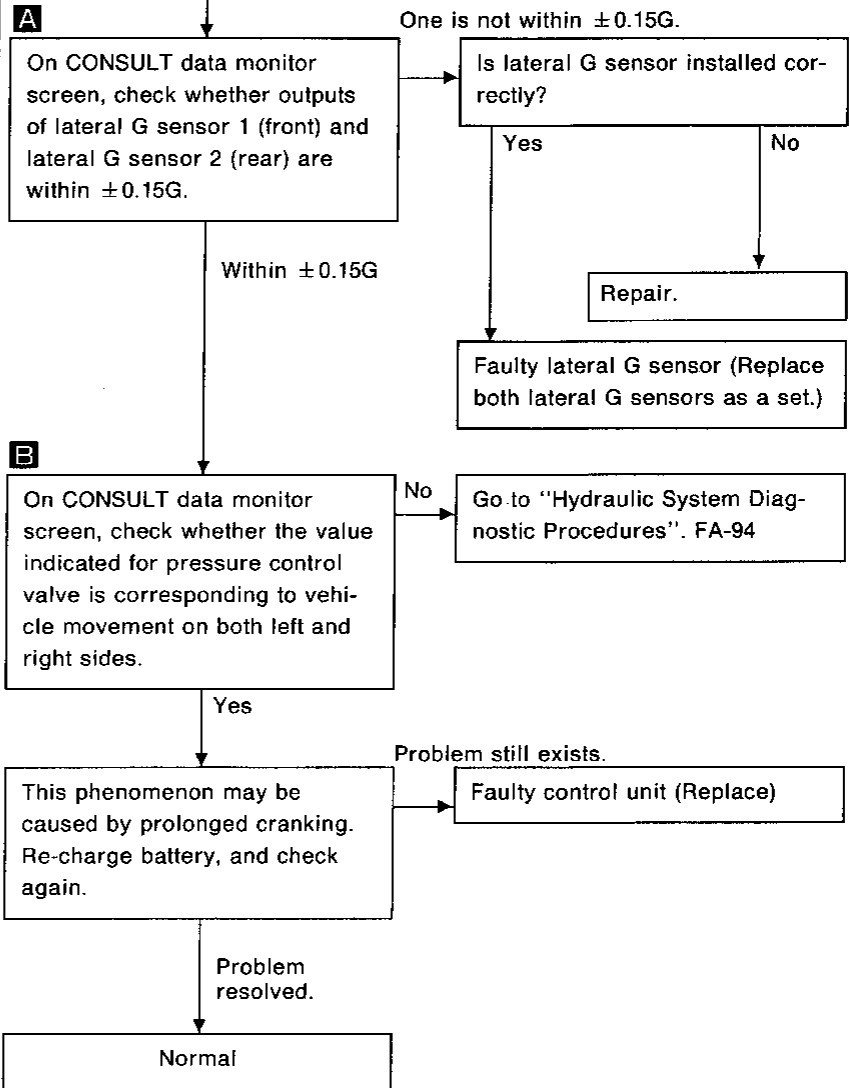 A
One is not within ±0.15G.
On CONSULT data monitor
screen, check whether outputs
of lateral G sensor 1 (front) and
lateral G sensor 2 (rear) are
within ±0.15G.
Is lateral G sensor installed cor-
rectly?
Yes
No
Within ±0.15G
Repair.
Faulty lateral G sensor (Replace
both lateral G sensors as a set.)
B
On CONSULT data monitor
screen, check whether the value
indicated for pressure control
valve is corresponding to vehi-
cle movement on both left and
right sides.
No
Go to "Hydraulic System Diag-
nostic Procedures". FA-94
Yes
Problem still exists.
This phenomenon may be
caused by prolonged cranking.
Re-charge battery, and check
again.
Faulty control unit (Replace)
Problem
resolved.
Normal